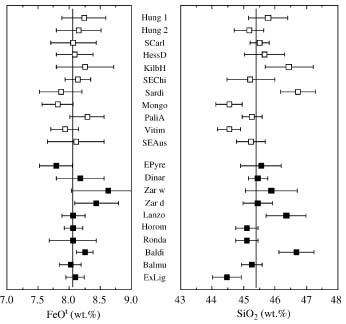 Hung 1
Hung 2
SCarl
HessD
KilbH
SEChi
Sardi
Mongo
PaliA
Vitim
SEAus
EPyre
Dinar
Zar w
Zar d
Lanzo
Horom
Ronda
Baldi
Balmu
ExLig
7.0 7.5 8.0 8.5 9.0
43 44 45 46 47 48
FeOᵗ (wt.%)
SiO₂ (wt.%)